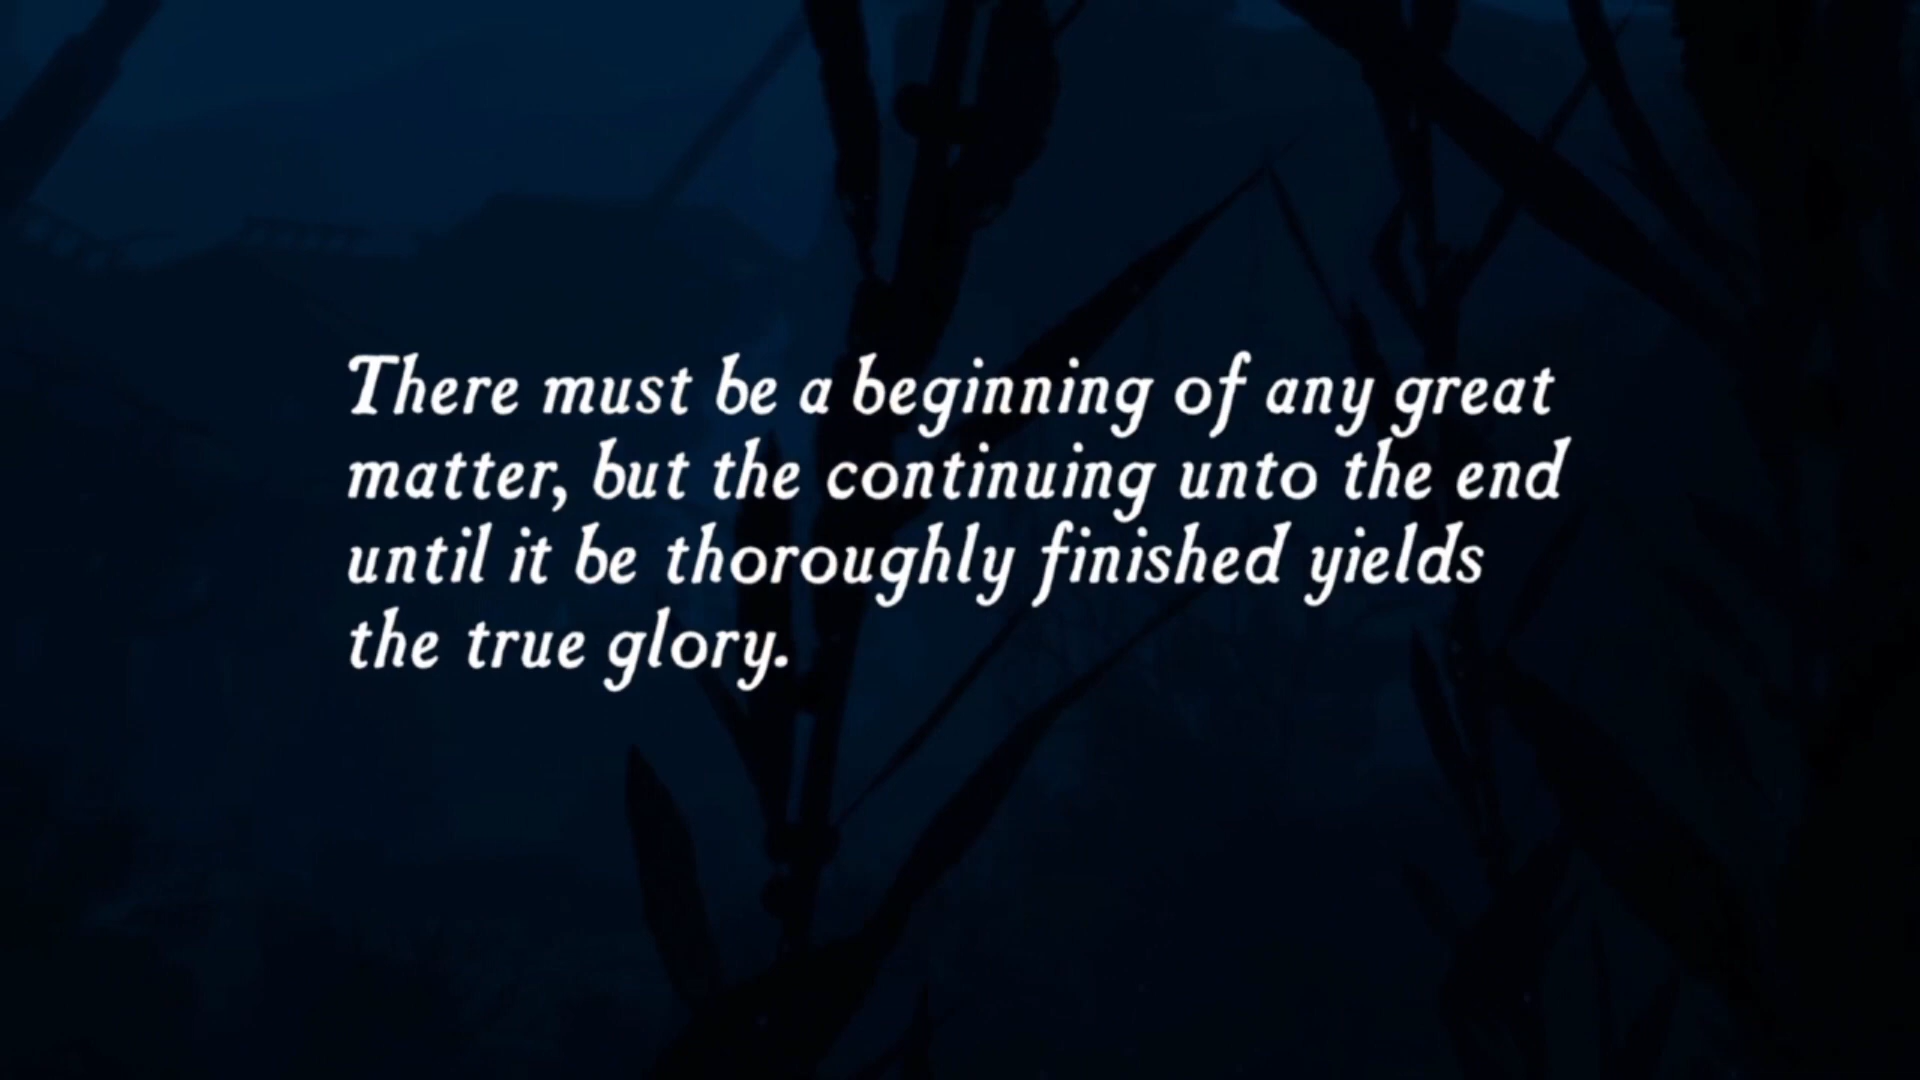 There must be a beginning of any great
matter, but the continuing unto the end
until it be thoroughly finished yields
the true glory.